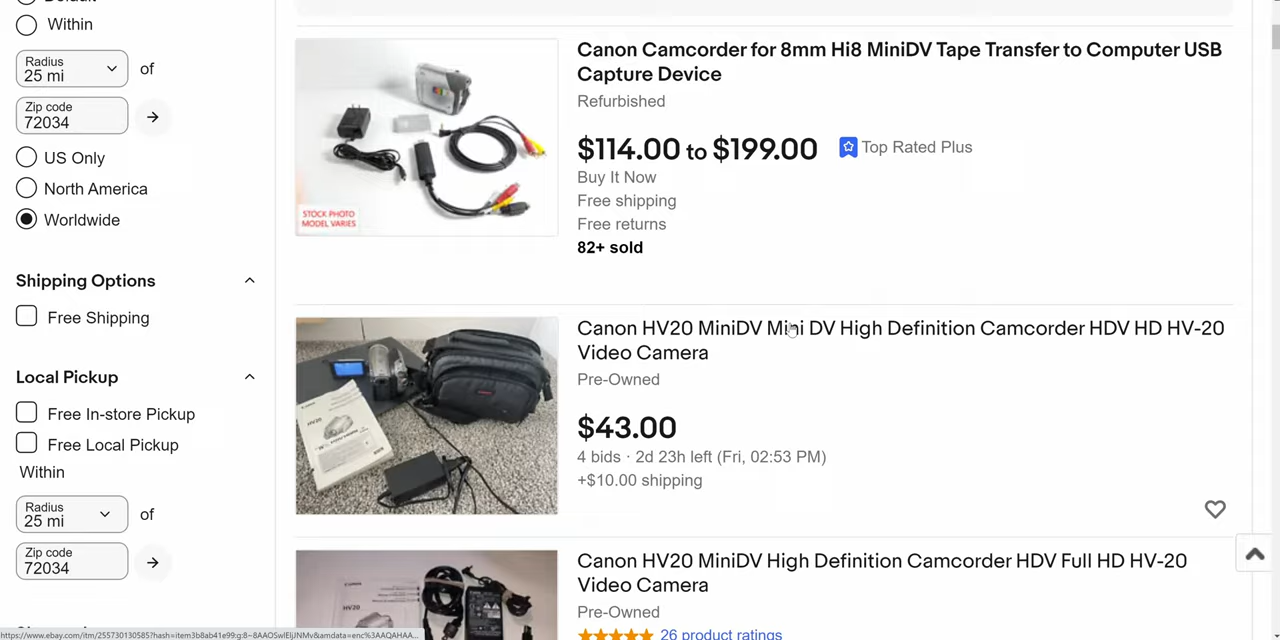 Default
Within
Radius
25 mi
of
Zip code
72034
US Only
North America
Worldwide
Shipping Options
Free Shipping
Local Pickup
Free In-store Pickup
Free Local Pickup
Within
Radius
25 mi
of
Zip code
72034
STOCK PHOTO
MODEL VARIES
Canon Camcorder for 8mm Hi8 MiniDV Tape Transfer to Computer USB
Capture Device
Refurbished
$114.00 to $199.00
Top Rated Plus
Buy It Now
Free shipping
Free returns
82+ sold
HV20
Canon HV20 MiniDV Mini DV High Definition Camcorder HDV HD HV-20
Video Camera
Pre-Owned
$43.00
4 bids · 2d 23h left (Fri, 02:53 PM)
+$10.00 shipping
HV20
Canon HV20 MiniDV High Definition Camcorder HDV Full HD HV-20
Video Camera
Pre-Owned
26 product ratings